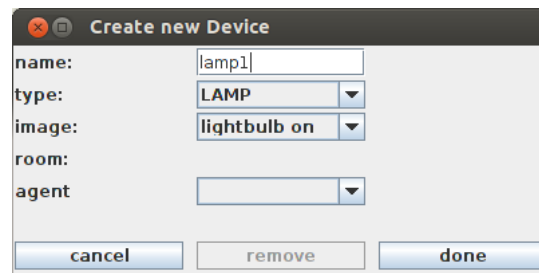 Create new Device
name: lamp1
type: LAMP
image: lightbulb on
room:
agent
cancel remove done